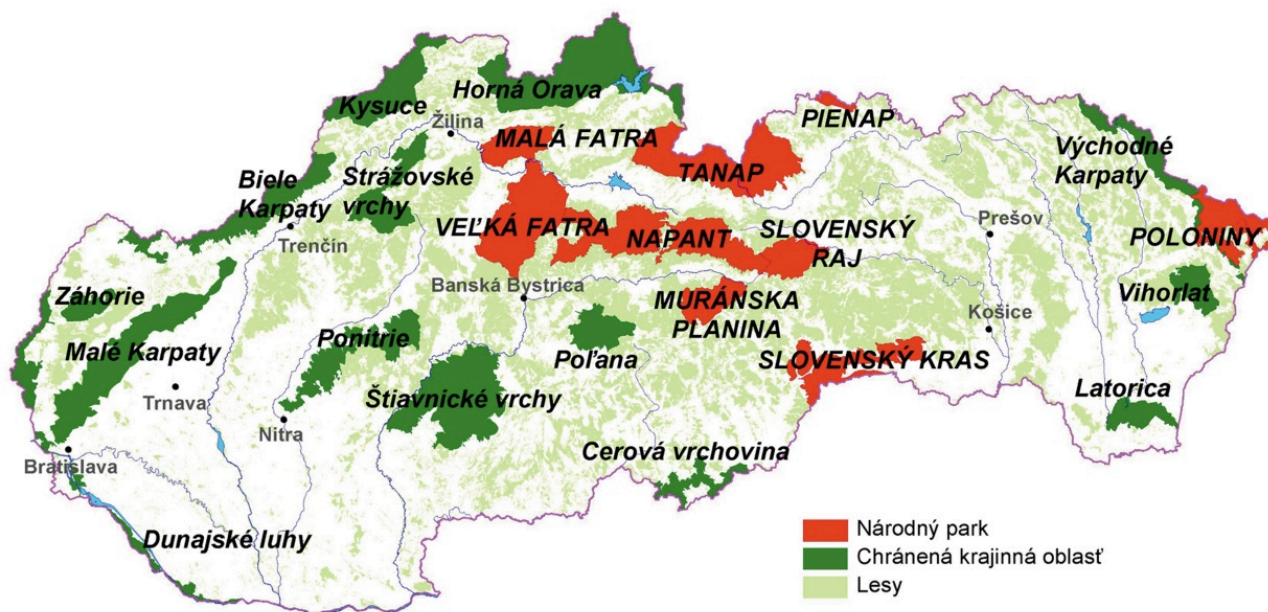 Horná Orava
Kysuce
Žilina
PIENAP
MALÁ FATRA
Východné
Karpaty
TANAP
Strážovské
vrchy
Biele
Karpaty
Trenčín
VEĽKÁ FATRA
NAPANT
SLOVENSKÝ
RAJ
Prešov
POLONINY
Banská Bystrica
Záhorie
MURÁNSKA
PLANINA
Vihorlat
Košice
Ponitrie
Malé Karpaty
Poľana
SLOVENSKÝ KRAS
Trnava
Štiavnické vrchy
Latorica
Nitra
Cerová vrchovina
Bratislava
Dunajské luhy
Národný park
Chránená krajinná oblasť
Lesy